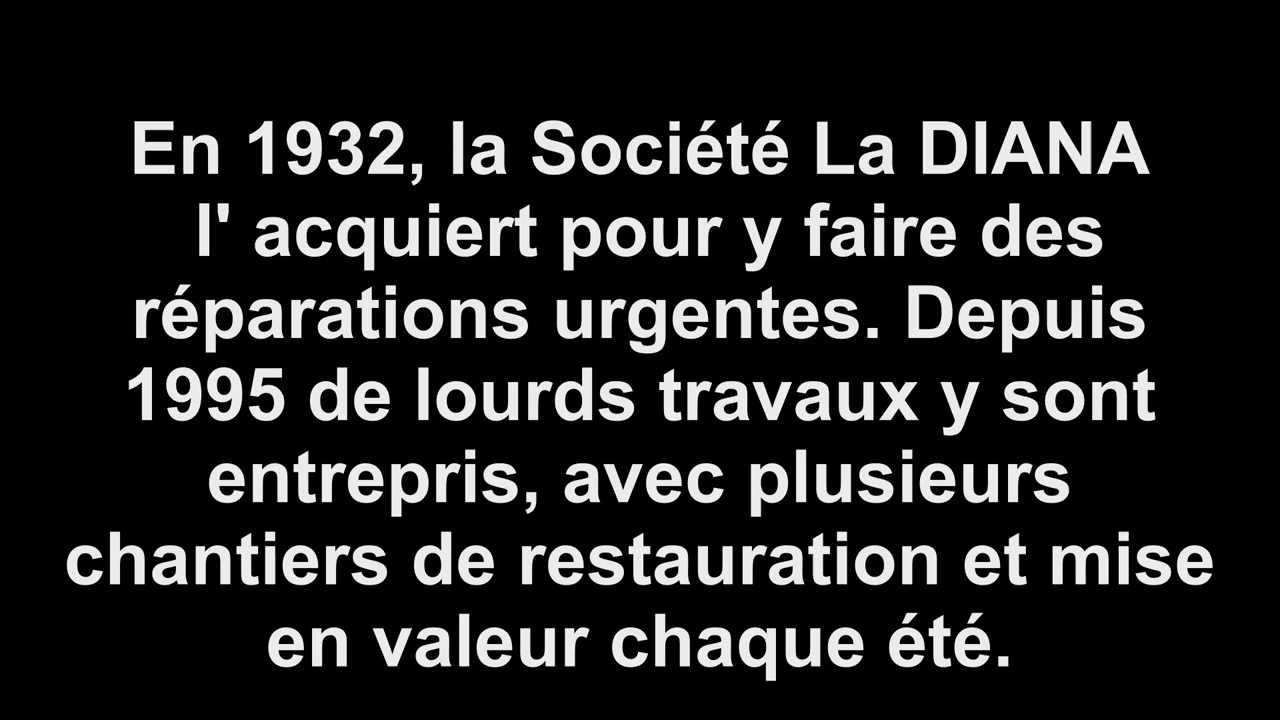 En 1932, la Société La DIANA
l' acquiert pour y faire des
réparations urgentes. Depuis
1995 de lourds travaux y sont
entrepris, avec plusieurs
chantiers de restauration et mise
en valeur chaque été.